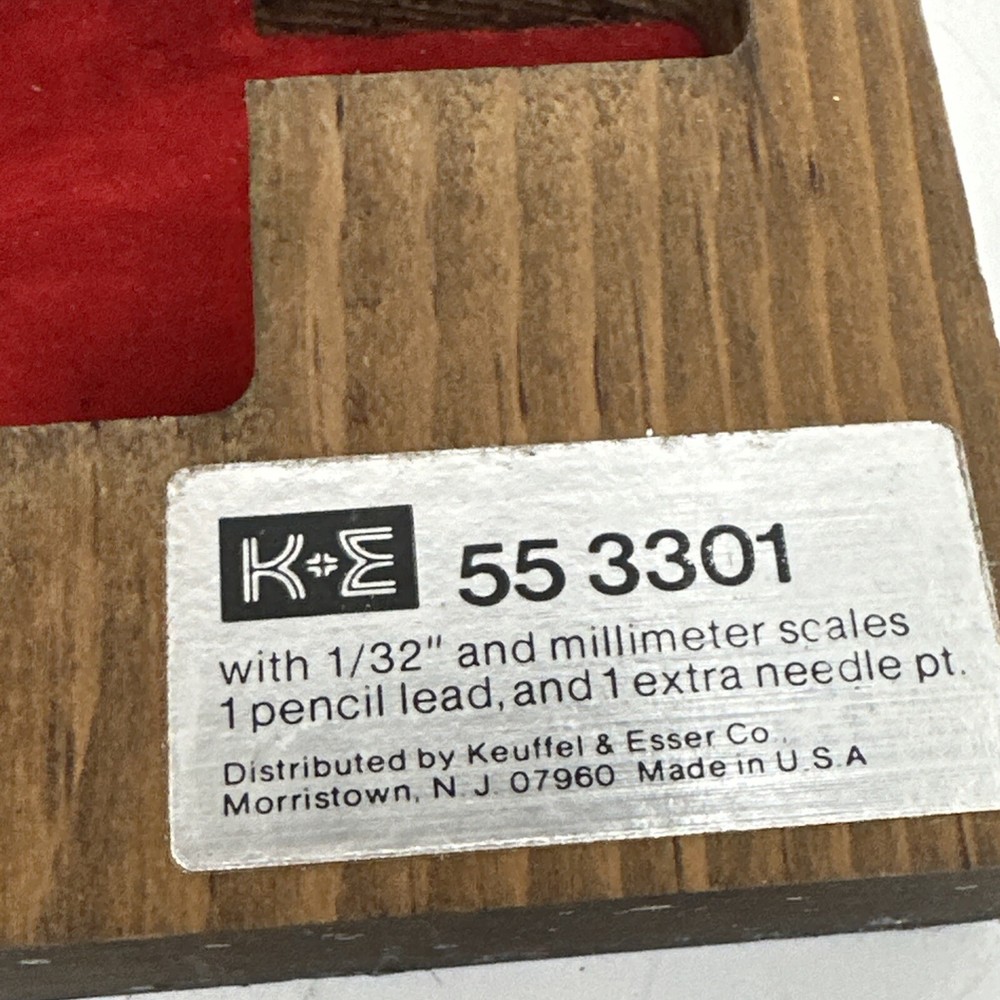 K+E 55 3301
with 1/32" and millimeter scales
1 pencil lead, and 1 extra needle pt.
Distributed by Keuffel & Esser Co.,
Morristown, N.J. 07960 Made in U.S.A